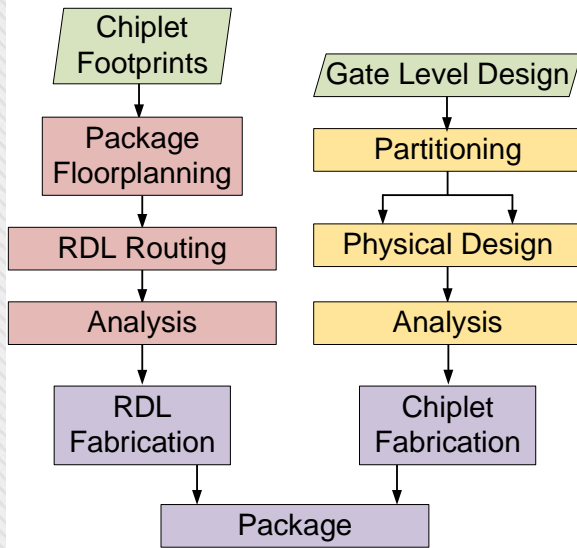 Chiplet
Footprints
Package
Floorplanning
RDL Routing
Analysis
RDL
Fabrication
Gate Level Design
Partitioning
Physical Design
Analysis
Chiplet
Fabrication
Package